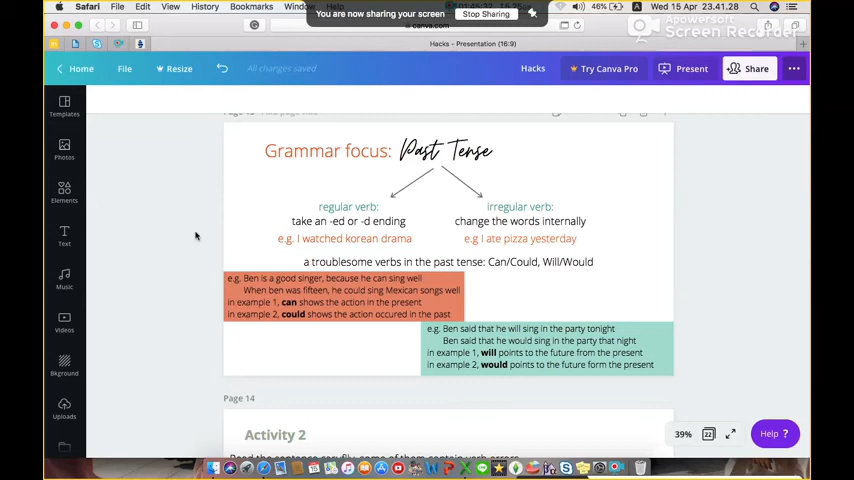 Safari File Edit View History Bookmarks Window
You are now sharing your screen Stop Sharing
46% A Wed 15 Apr 23.41.28
canva.com
Apowersoft
Screen Recorder
Hacks - Presentation (16:9)
Home File Resize All changes saved Hacks Try Canva Pro Present Share
Templates
Photos
Elements
Text
Music
Videos
Bkground
Uploads
Grammar focus: Past Tense
regular verb:
take an -ed or -d ending
e.g. I watched korean drama
irregular verb:
change the words internally
e.g I ate pizza yesterday
a troublesome verbs in the past tense: Can/Could, Will/Would
e.g. Ben is a good singer, because he can sing well
When ben was fifteen, he could sing Mexican songs well
in example 1, can shows the action in the present
in example 2, could shows the action occured in the past
e.g. Ben said that he will sing in the party tonight
Ben said that he would sing in the party that night
in example 1, will points to the future from the present
in example 2, would points to the future form the present
Page 14
Activity 2
39% 22 Help ?